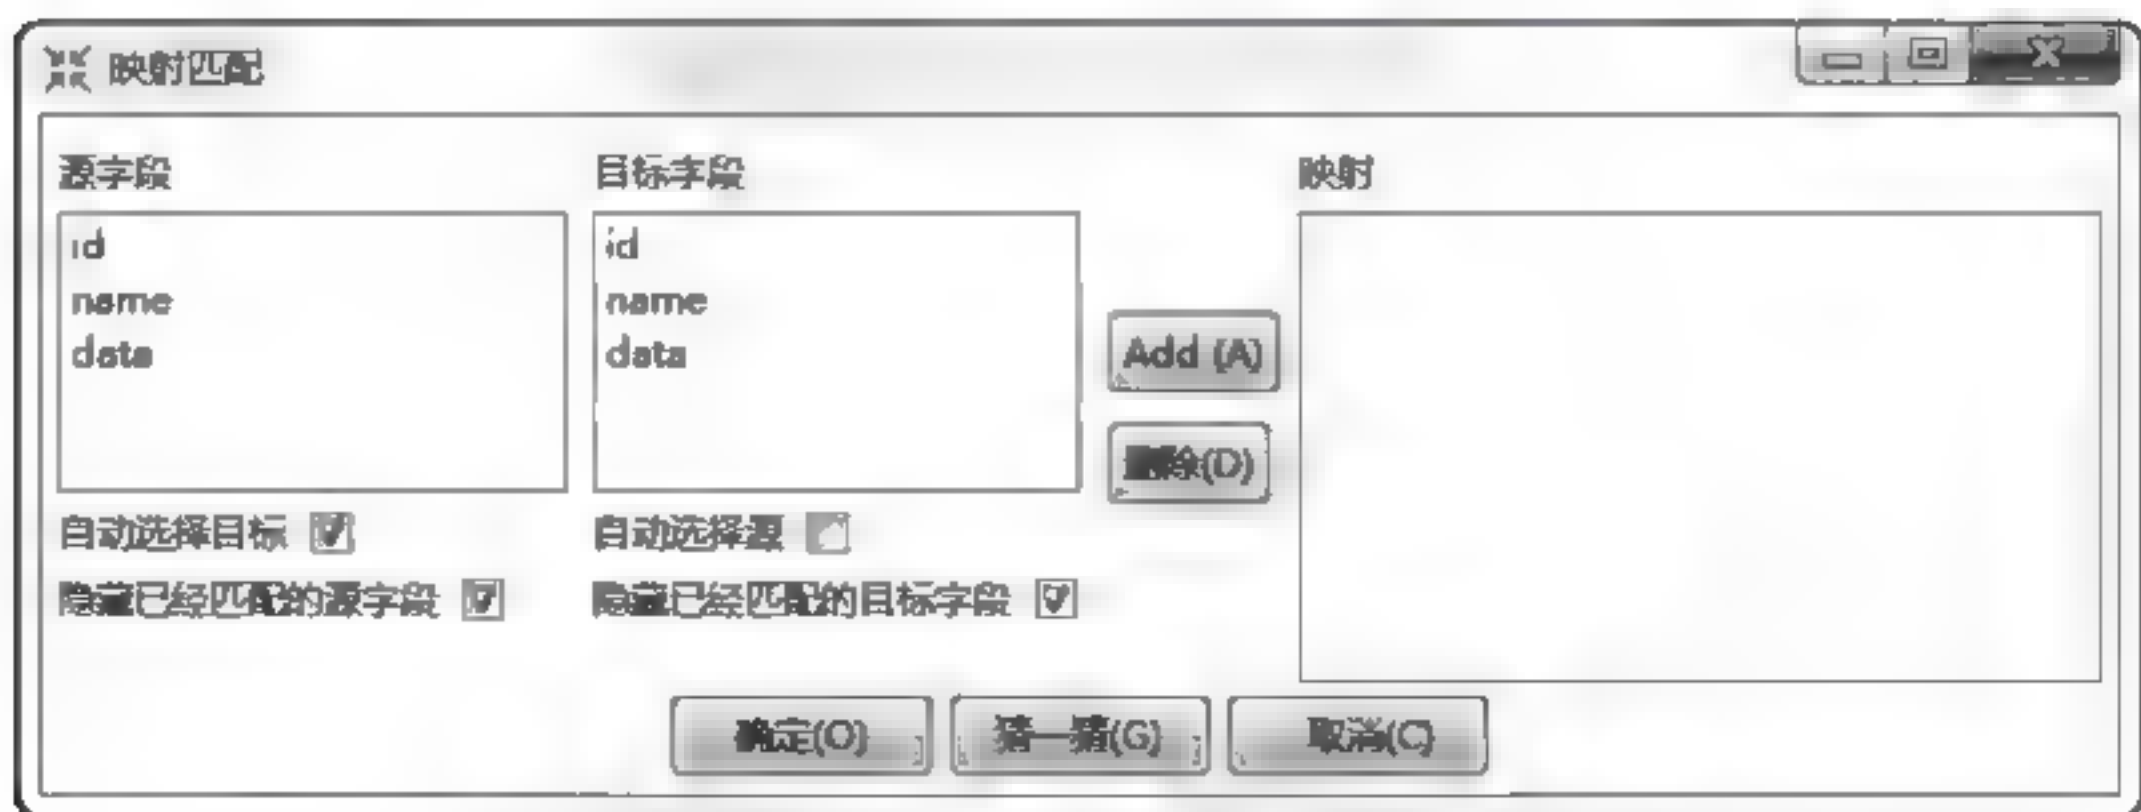 映射匹配
源字段
目标字段
映射
id
name
data
id
name
data
Add (A)
删除(D)
自动选择目标
自动选择源
隐藏已经匹配的源字段
隐藏已经匹配的目标字段
确定(O)
猜一猜(G)
取消(C)